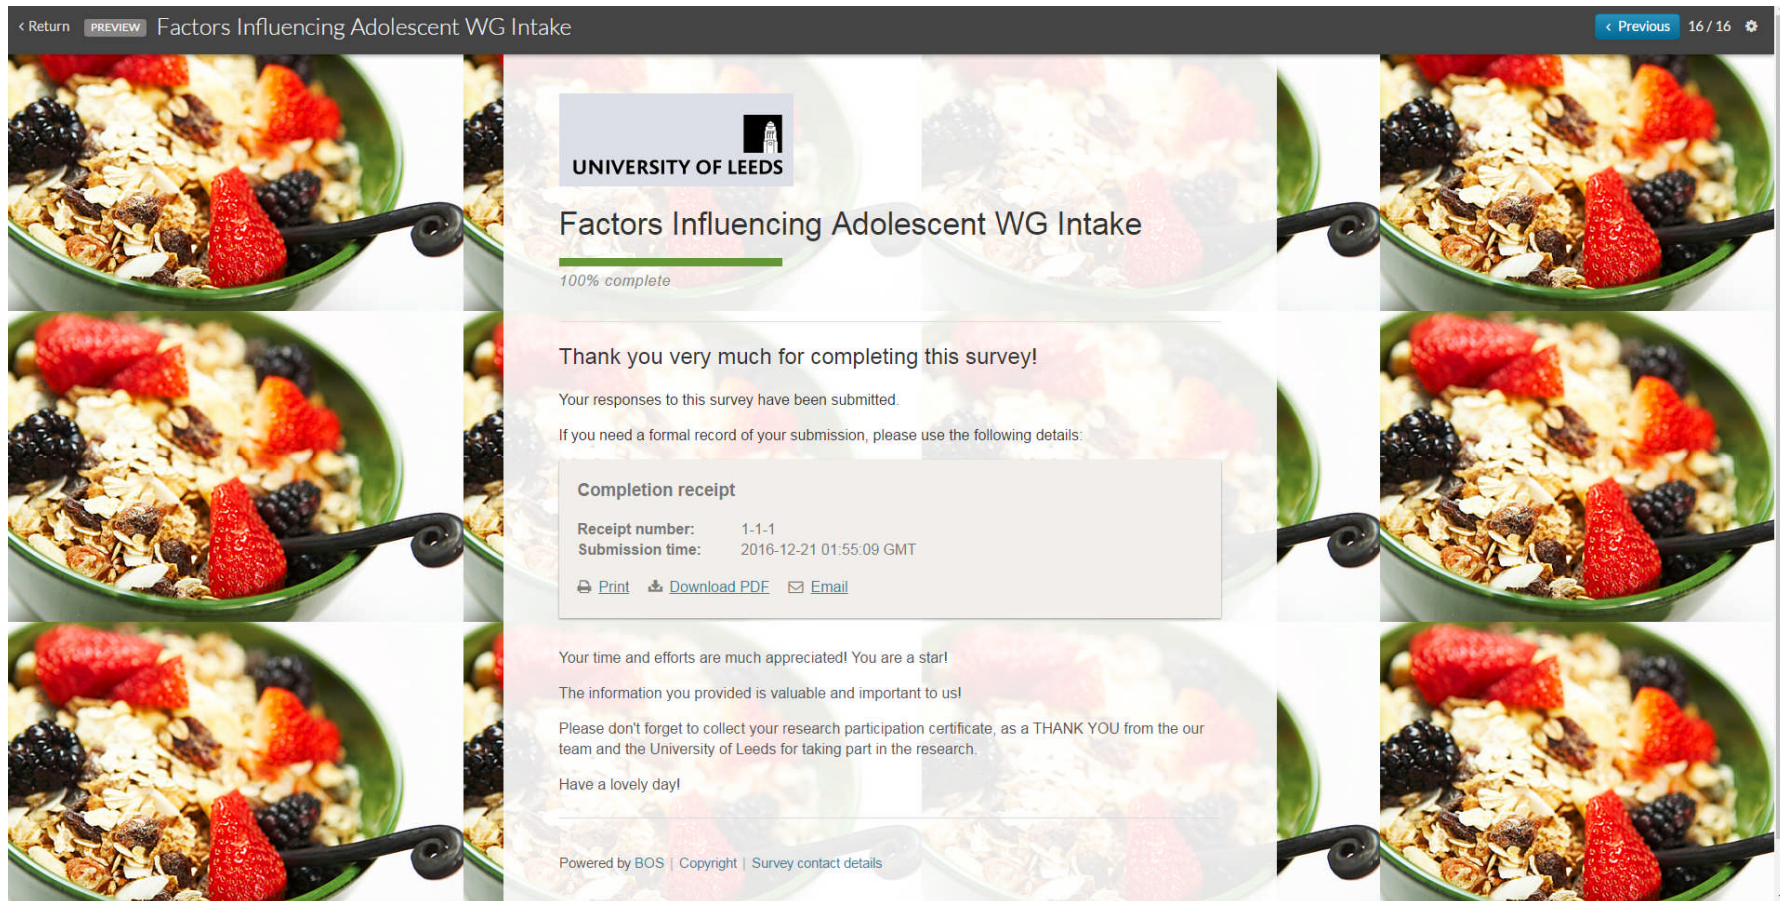 Return PREVIEW Factors Influencing Adolescent WG Intake Previous 16 / 16
UNIVERSITY OF LEEDS
Factors Influencing Adolescent WG Intake
100% complete
Thank you very much for completing this survey!
Your responses to this survey have been submitted.
If you need a formal record of your submission, please use the following details:
Completion receipt
Receipt number: 1-1-1
Submission time: 2016-12-21 01:55:09 GMT
Print Download PDF Email
Your time and efforts are much appreciated! You are a star!
The information you provided is valuable and important to us!
Please don't forget to collect your research participation certificate, as a THANK YOU from the our
team and the University of Leeds for taking part in the research.
Have a lovely day!
Powered by BOS | Copyright | Survey contact details